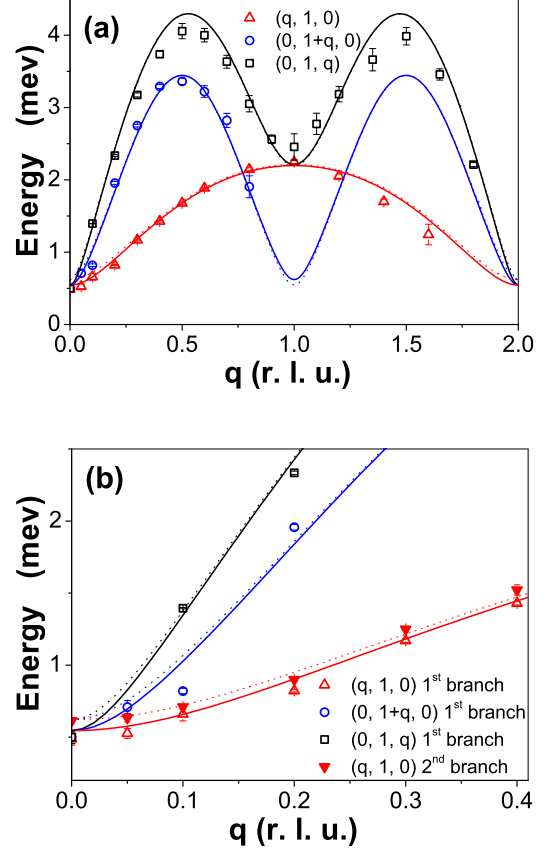 (a)
(q, 1, 0)
(0, 1+q, 0)
(0, 1, q)
4
3
2
1
0
Energy (mev)
0.0 0.5 1.0 1.5 2.0
q (r. l. u.)
(b)
2
1
Energy (mev)
(q, 1, 0) 1st branch
(0, 1+q, 0) 1st branch
(0, 1, q) 1st branch
(q, 1, 0) 2nd branch
0.0 0.1 0.2 0.3 0.4
q (r. l. u.)